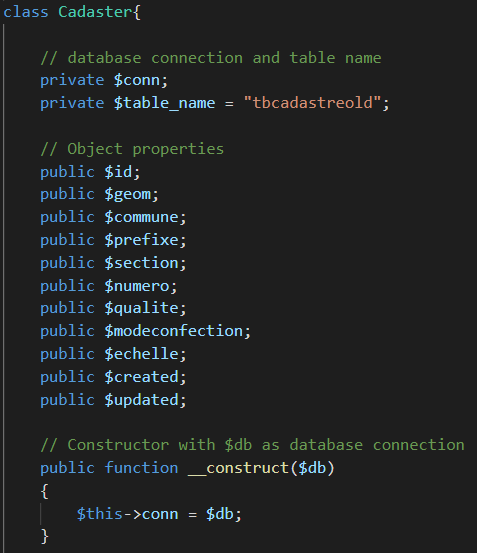 class Cadaster{
// database connection and table name
private $conn;
private $table_name = "tbcadastreold";
// Object properties
public $id;
public $geom;
public $commune;
public $prefixe;
public $section;
public $numero;
public $qualite;
public $modeconfection;
public $echelle;
public $created;
public $updated;
// Constructor with $db as database connection
public function __construct($db)
{
$this->conn = $db;
}